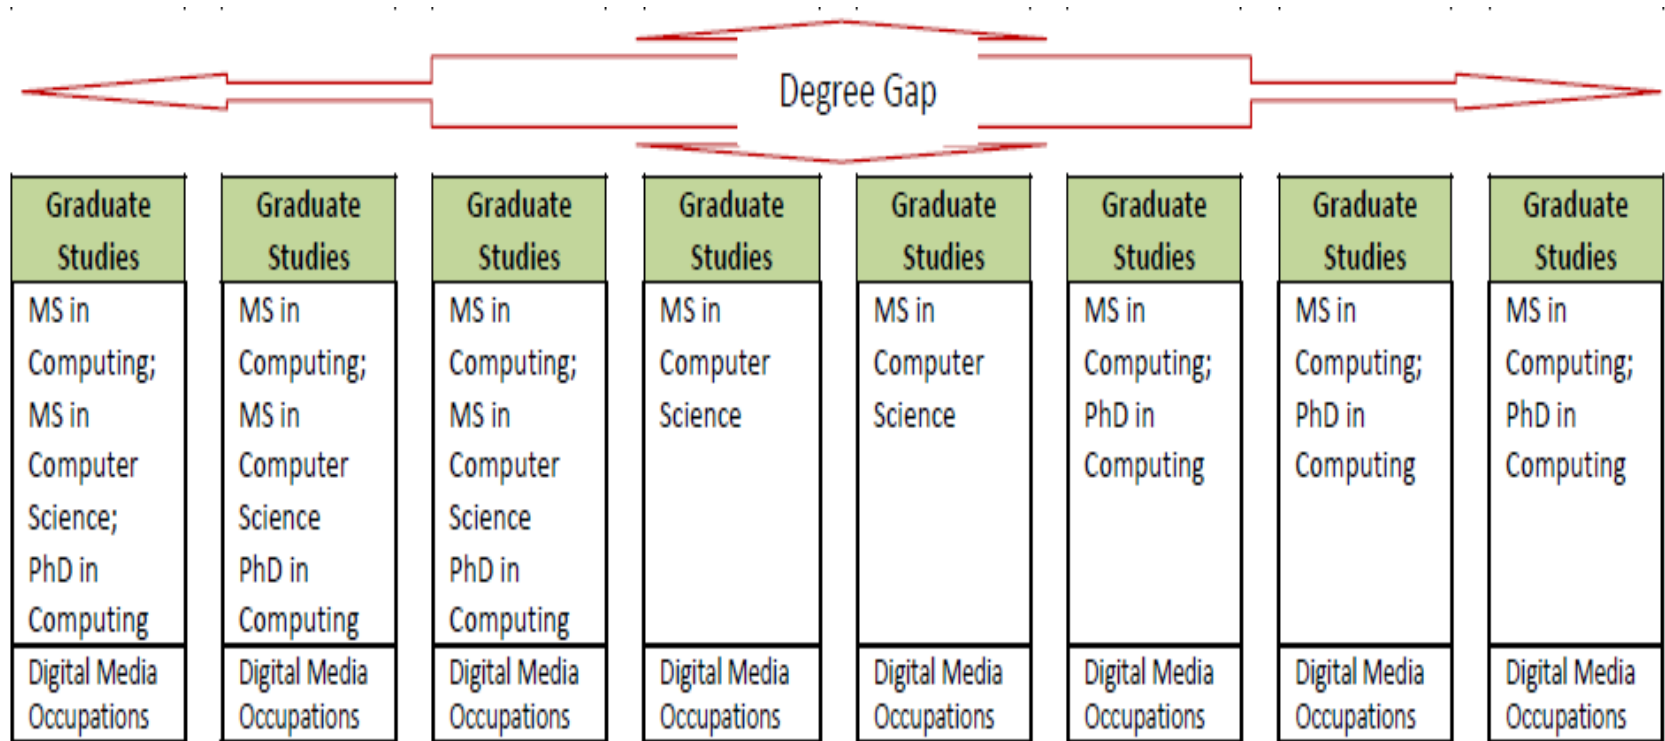 Degree Gap
Graduate
Studies
MS in
Computing;
MS in
Computer
Science;
PhD in
Computing
Digital Media
Occupations
Graduate
Studies
MS in
Computing;
MS in
Computer
Science
PhD in
Computing
Digital Media
Occupations
Graduate
Studies
MS in
Computing;
MS in
Computer
Science
PhD in
Computing
Digital Media
Occupations
Graduate
Studies
MS in
Computer
Science
Digital Media
Occupations
Graduate
Studies
MS in
Computer
Science
Digital Media
Occupations
Graduate
Studies
MS in
Computing;
PhD in
Computing
Digital Media
Occupations
Graduate
Studies
MS in
Computing;
PhD in
Computing
Digital Media
Occupations
Graduate
Studies
MS in
Computing;
PhD in
Computing
Digital Media
Occupations